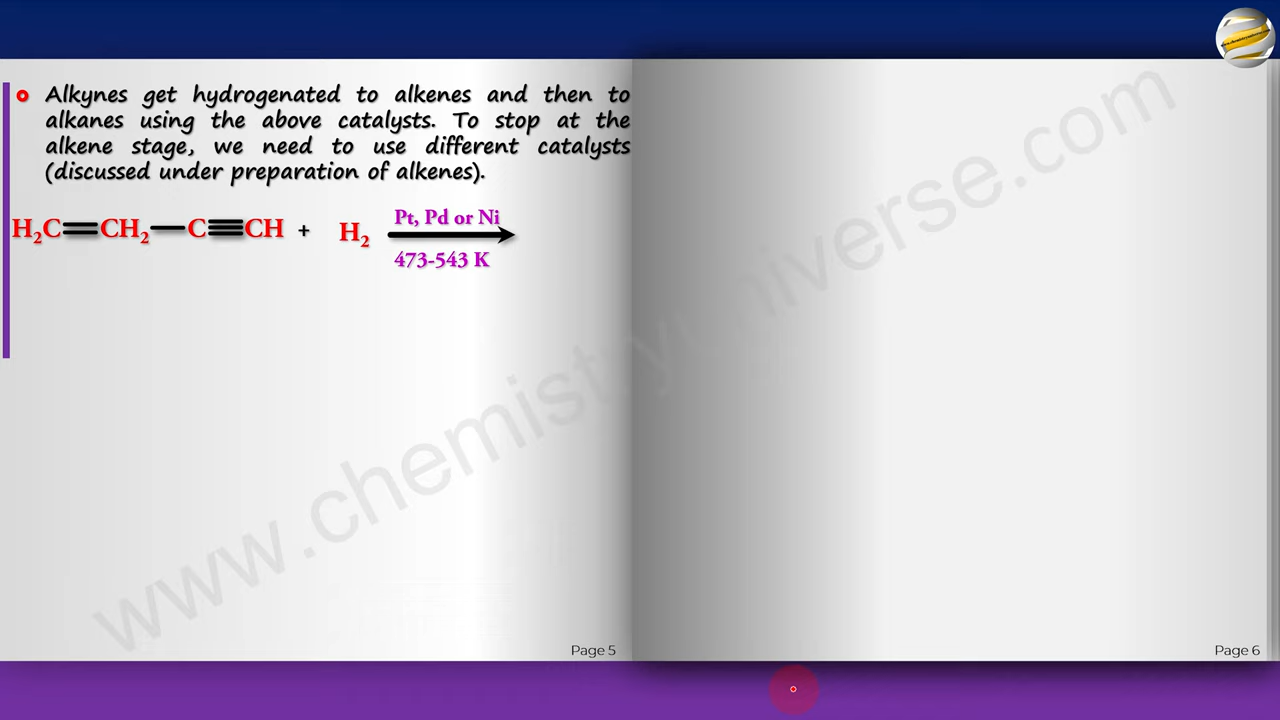 Alkynes get hydrogenated to alkenes and then to
alkanes using the above catalysts. To stop at the
alkene stage, we need to use different catalysts
(discussed under preparation of alkenes).
Pt, Pd or Ni
H₂C=CH₂—C≡CH + H₂
473-543 K
www.chemistryuniverse.com
Page 5
Page 6